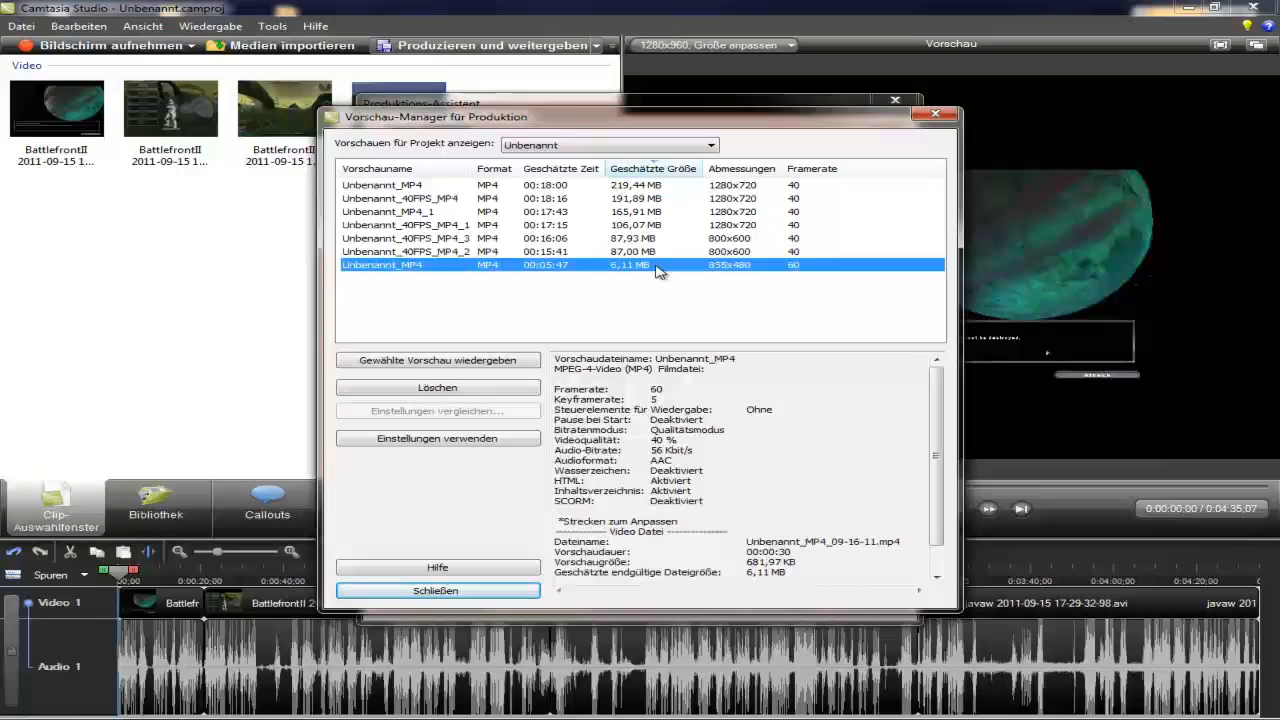 Camtasia Studio - Unbenannt.camproj
Datei Bearbeiten Ansicht Wiedergabe Tools Hilfe
Bildschirm aufnehmen Medien importieren Produzieren und weitergeben
1280x960, Größe anpassen Vorschau
Video
BattlefrontII
2011-09-15 1...
BattlefrontII
2011-09-15 1...
BattlefrontII
2011-09-15 1...
Produktions-Assistent
Vorschau-Manager für Produktion
Vorschauen für Projekt anzeigen: Unbenannt
Vorschauname Format Geschätzte Zeit Geschätzte Größe Abmessungen Framerate
Unbenannt_MP4 MP4 00:18:00 219,44 MB 1280x720 40
Unbenannt_40FPS_MP4 MP4 00:18:16 191,89 MB 1280x720 40
Unbenannt_MP4_1 MP4 00:17:43 165,91 MB 1280x720 40
Unbenannt_40FPS_MP4_1 MP4 00:17:15 106,07 MB 1280x720 40
Unbenannt_40FPS_MP4_3 MP4 00:16:06 87,93 MB 800x600 40
Unbenannt_40FPS_MP4_2 MP4 00:15:41 87,00 MB 800x600 40
Unbenannt_MP4 MP4 00:05:47 6,11 MB 855x480 60
Gewählte Vorschau wiedergeben
Löschen
Einstellungen vergleichen...
Einstellungen verwenden
Hilfe
Schließen
Vorschaudateiname: Unbenannt_MP4
MPEG-4-Video (MP4) Filmdatei:
Framerate: 60
Keyframerate: 5
Steuerelemente für Wiedergabe: Ohne
Pause bei Start: Deaktiviert
Bitratenmodus: Qualitätsmodus
Videoqualität: 40 %
Audio-Bitrate: 56 Kbit/s
Audioformat: AAC
Wasserzeichen: Deaktiviert
HTML: Aktiviert
Inhaltsverzeichnis: Aktiviert
SCORM: Deaktiviert
*Strecken zum Anpassen
------------ Video Datei ---------------
Dateiname: Unbenannt_MP4_09-16-11.mp4
Vorschaudauer: 00:00:30
Vorschaugröße: 681,97 KB
Geschätzte endgültige Dateigröße: 6,11 MB
not be destroyed.
Clip-
Auswahlfenster
Bibliothek
Callouts
0:00:00;00 / 0:04:35;07
Spuren
00;00 0:00:20;00 0:00:40;00 0:03:40;00 0:04:00;00 0:04:20;00
Video 1 Battlefr BattlefrontII 20 javaw 2011-09-15 17-29-32-98.avi javaw 201
Audio 1